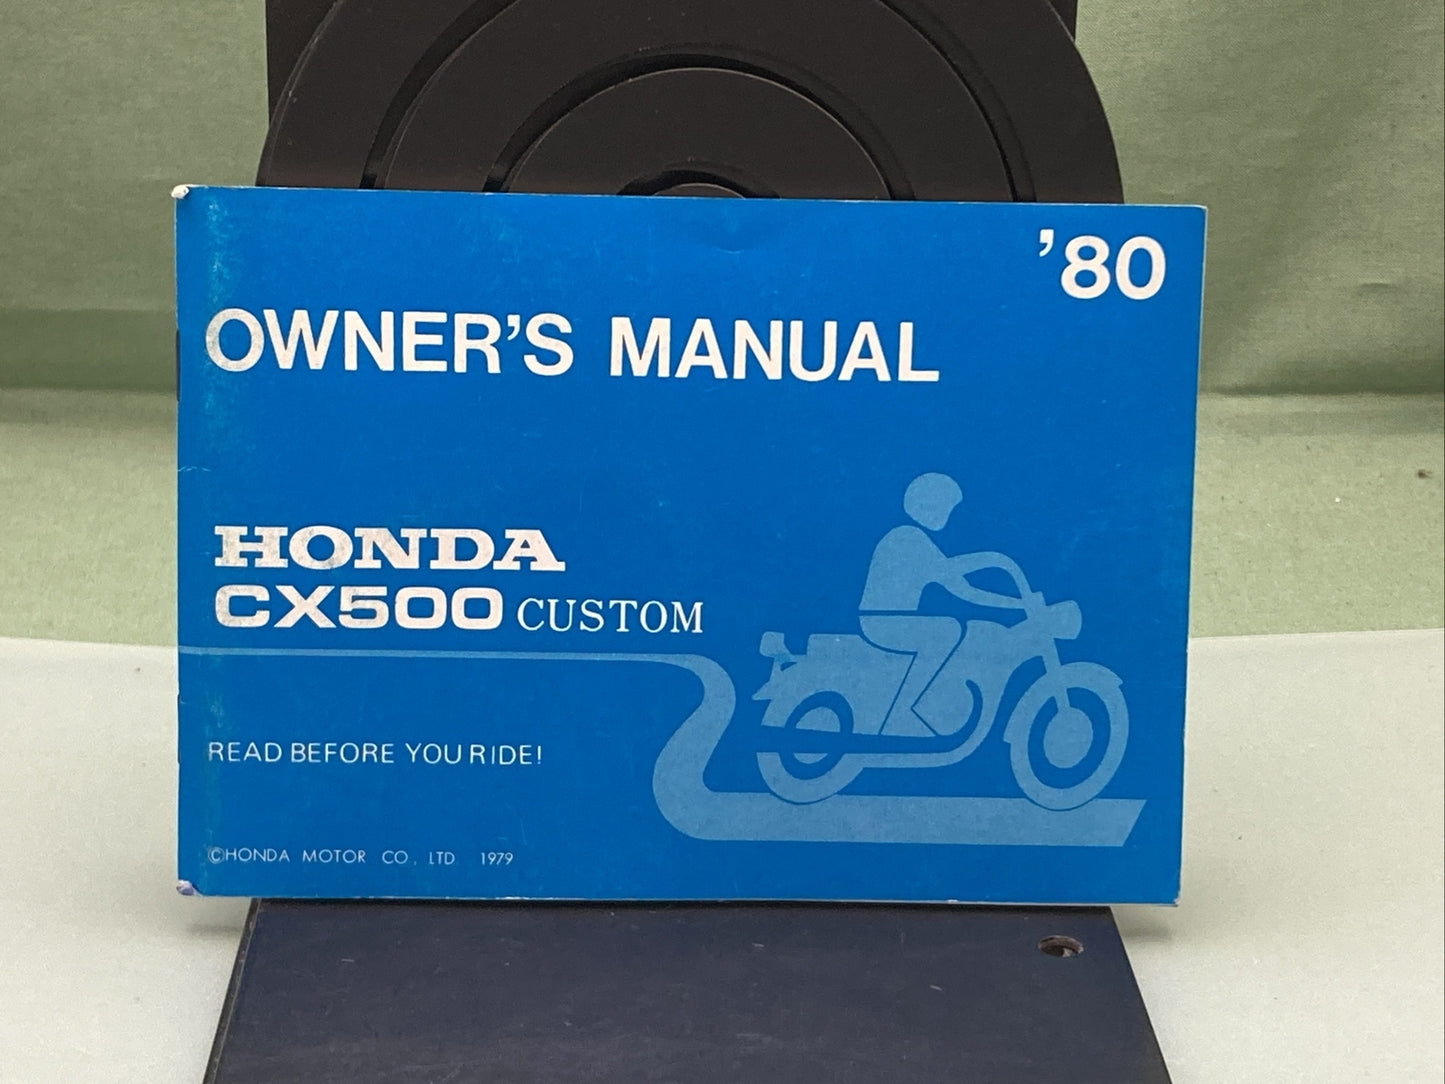 '80
OWNER'S MANUAL
HONDA
CX500 CUSTOM
READ BEFORE YOU RIDE!
©HONDA MOTOR CO., LTD 1979